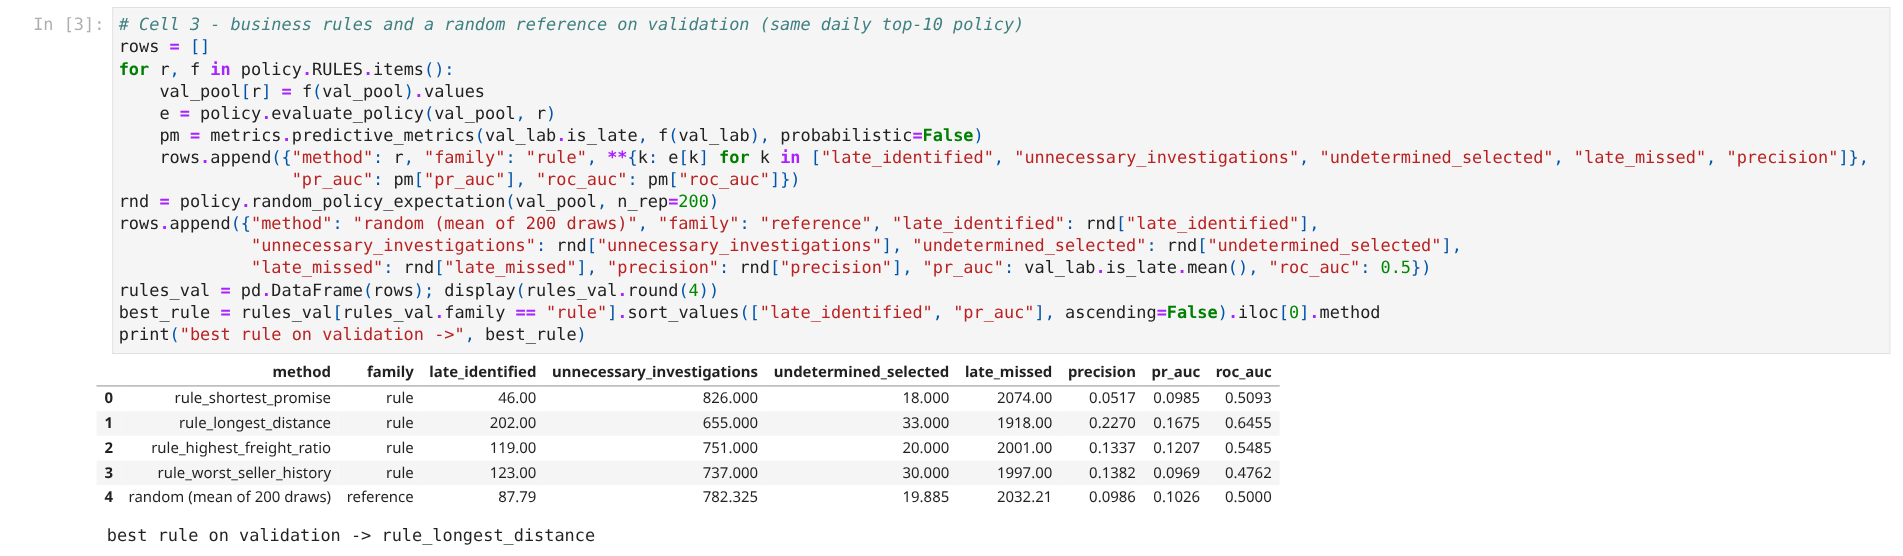 In [3]:
# Cell 3 - business rules and a random reference on validation (same daily top-10 policy)
rows = []
for r, f in policy.RULES.items():
    val_pool[r] = f(val_pool).values
    e = policy.evaluate_policy(val_pool, r)
    pm = metrics.predictive_metrics(val_lab.is_late, f(val_lab), probabilistic=False)
    rows.append({"method": r, "family": "rule", **{k: e[k] for k in ["late_identified", "unnecessary_investigations", "undetermined_selected", "late_missed", "precision"]},
                 "pr_auc": pm["pr_auc"], "roc_auc": pm["roc_auc"]})
rnd = policy.random_policy_expectation(val_pool, n_rep=200)
rows.append({"method": "random (mean of 200 draws)", "family": "reference", "late_identified": rnd["late_identified"],
             "unnecessary_investigations": rnd["unnecessary_investigations"], "undetermined_selected": rnd["undetermined_selected"],
             "late_missed": rnd["late_missed"], "precision": rnd["precision"], "pr_auc": val_lab.is_late.mean(), "roc_auc": 0.5})
rules_val = pd.DataFrame(rows); display(rules_val.round(4))
best_rule = rules_val[rules_val.family == "rule"].sort_values(["late_identified", "pr_auc"], ascending=False).iloc[0].method
print("best rule on validation ->", best_rule)
method family late_identified unnecessary_investigations undetermined_selected late_missed precision pr_auc roc_auc
0 rule_shortest_promise rule 46.00 826.000 18.000 2074.00 0.0517 0.0985 0.5093
1 rule_longest_distance rule 202.00 655.000 33.000 1918.00 0.2270 0.1675 0.6455
2 rule_highest_freight_ratio rule 119.00 751.000 20.000 2001.00 0.1337 0.1207 0.5485
3 rule_worst_seller_history rule 123.00 737.000 30.000 1997.00 0.1382 0.0969 0.4762
4 random (mean of 200 draws) reference 87.79 782.325 19.885 2032.21 0.0986 0.1026 0.5000
best rule on validation -> rule_longest_distance